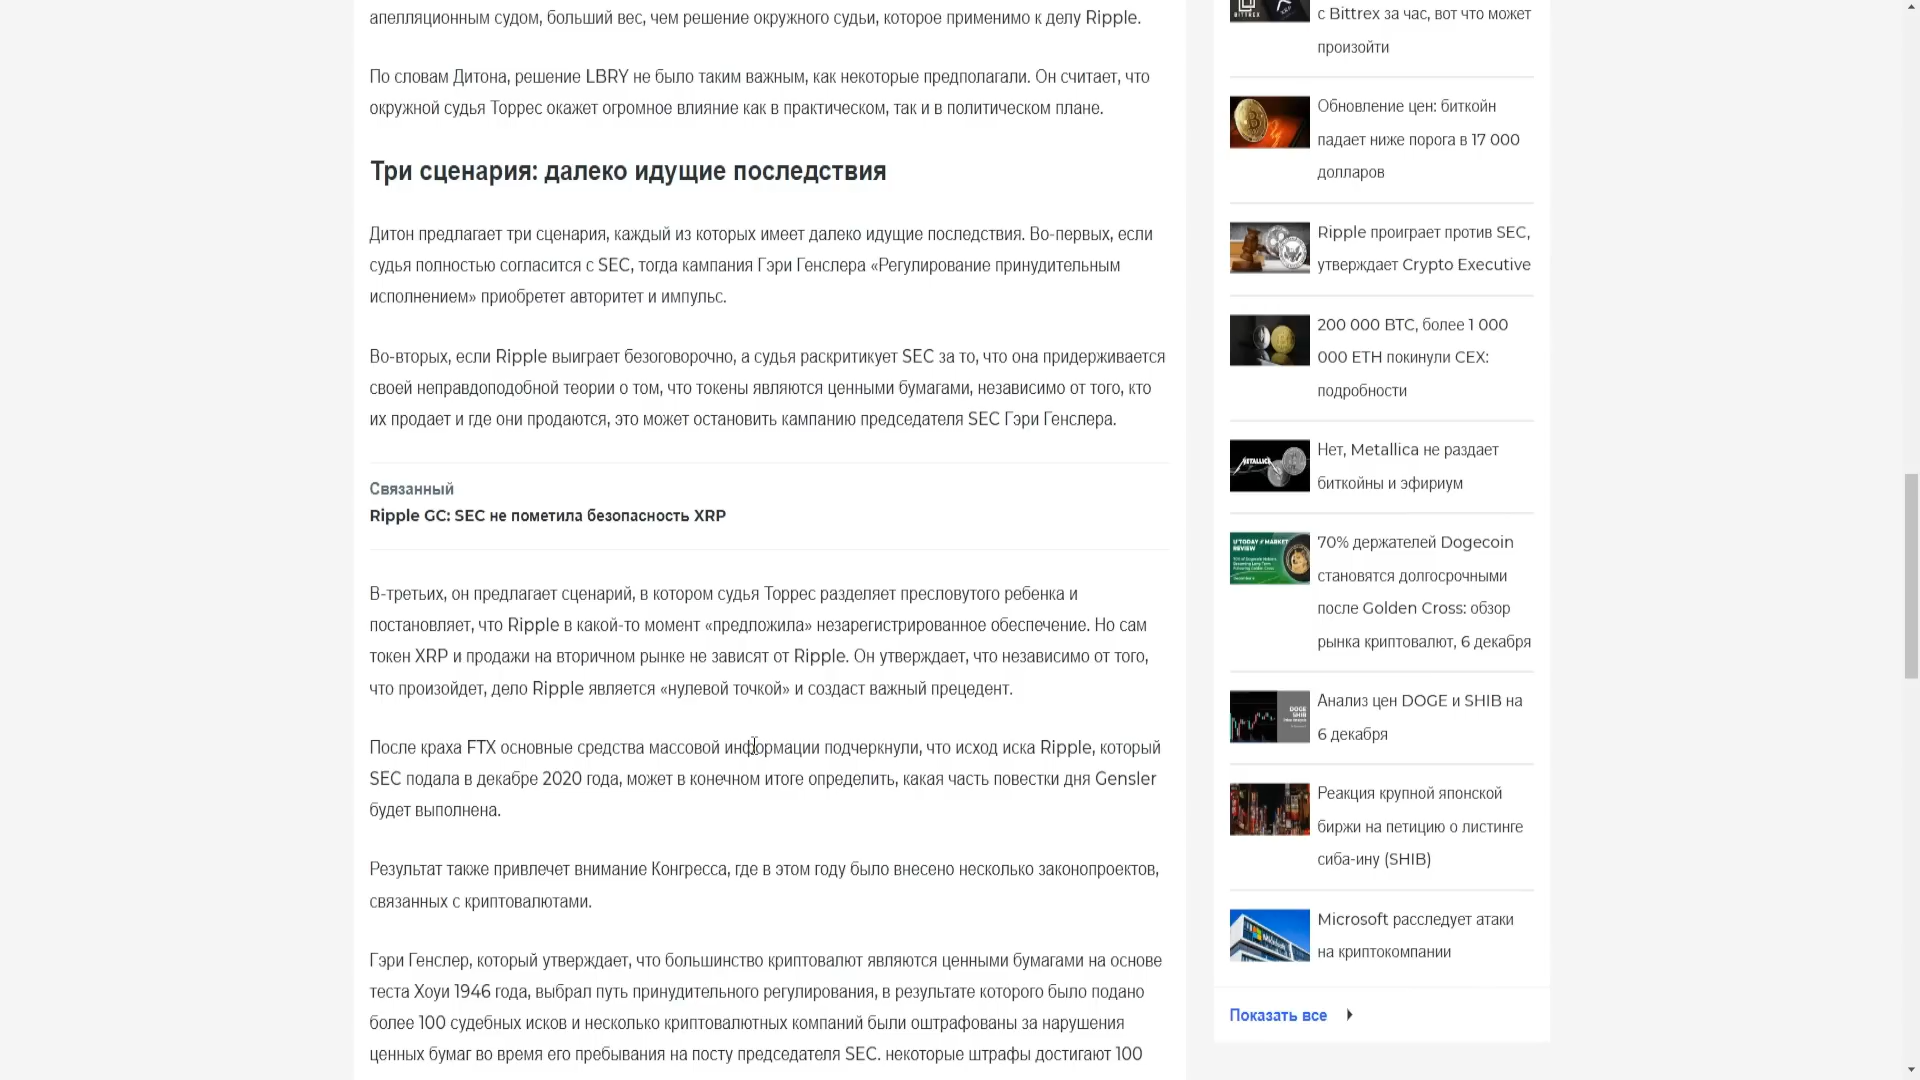 апелляционным судом, больший вес, чем решение окружного судьи, которое применимо к делу Ripple.
По словам Дитона, решение LBRY не было таким важным, как некоторые предполагали. Он считает, что
окружной судья Торрес окажет огромное влияние как в практическом, так и в политическом плане.
Три сценария: далеко идущие последствия
Дитон предлагает три сценария, каждый из которых имеет далеко идущие последствия. Во-первых, если
судья полностью согласится с SEC, тогда кампания Гэри Генслера «Регулирование принудительным
исполнением» приобретет авторитет и импульс.
Во-вторых, если Ripple выиграет безоговорочно, а судья раскритикует SEC за то, что она придерживается
своей неправдоподобной теории о том, что токены являются ценными бумагами, независимо от того, кто
их продает и где они продаются, это может остановить кампанию председателя SEC Гэри Генслера.
Связанный
Ripple GC: SEC не пометила безопасность XRP
В-третьих, он предлагает сценарий, в котором судья Торрес разделяет пресловутого ребенка и
постановляет, что Ripple в какой-то момент «предложила» незарегистрированное обеспечение. Но сам
токен XRP и продажи на вторичном рынке не зависят от Ripple. Он утверждает, что независимо от того,
что произойдет, дело Ripple является «нулевой точкой» и создаст важный прецедент.
После краха FTX основные средства массовой информации подчеркнули, что исход иска Ripple, который
SEC подала в декабре 2020 года, может в конечном итоге определить, какая часть повестки дня Gensler
будет выполнена.
Результат также привлечет внимание Конгресса, где в этом году было внесено несколько законопроектов,
связанных с криптовалютами.
Гэри Генслер, который утверждает, что большинство криптовалют являются ценными бумагами на основе
теста Хоуи 1946 года, выбрал путь принудительного регулирования, в результате которого было подано
более 100 судебных исков и несколько криптовалютных компаний были оштрафованы за нарушения
ценных бумаг во время его пребывания на посту председателя SEC. некоторые штрафы достигают 100
BITTREX
с Bittrex за час, вот что может
произойти
Обновление цен: биткойн
падает ниже порога в 17 000
долларов
Ripple проиграет против SEC,
утверждает Crypto Executive
200 000 BTC, более 1 000
000 ETH покинули CEX:
подробности
METALLICA
Нет, Metallica не раздает
биткойны и эфириум
U TODAY MARKET
REVIEW
70% держателей Dogecoin
становятся долгосрочными
после Golden Cross: обзор
рынка криптовалют, 6 декабря
DOGE
SHIB
Анализ цен DOGE и SHIB на
6 декабря
Реакция крупной японской
биржи на петицию о листинге
сиба-ину (SHIB)
Microsoft расследует атаки
на криптокомпании
Показать все